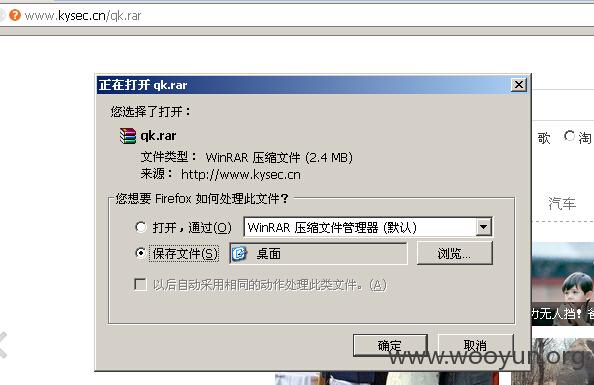 www.kysec.cn/qk.rar
正在打开 qk.rar
您选择了打开：
qk.rar
文件类型： WinRAR 压缩文件 (2.4 MB)
来源： http://www.kysec.cn
您想要 Firefox 如何处理此文件？
打开，通过(O) WinRAR 压缩文件管理器 (默认)
保存文件(S) 桌面 浏览...
以后自动采用相同的动作处理此类文件。(A)
确定 取消
歌 淘
汽车
力无人挡！
www.wooyun.org